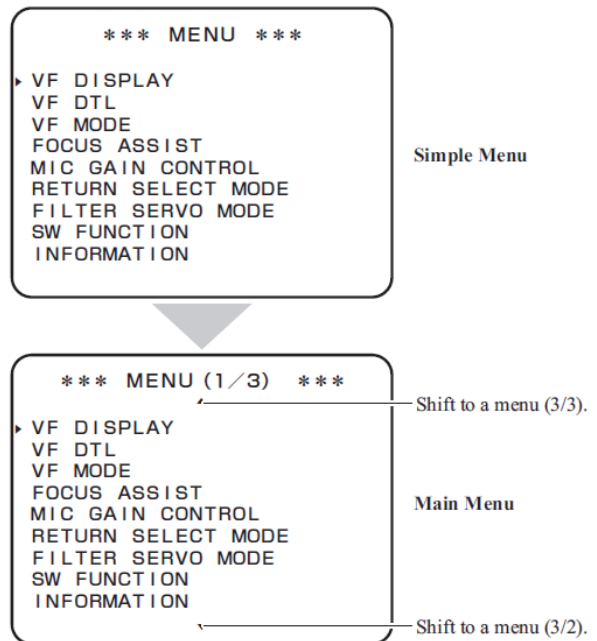 *** MENU ***
VF DISPLAY
VF DTL
VF MODE
FOCUS ASSIST
MIC GAIN CONTROL
RETURN SELECT MODE
FILTER SERVO MODE
SW FUNCTION
INFORMATION
Simple Menu
*** MENU (1/3) ***
Shift to a menu (3/3).
VF DISPLAY
VF DTL
VF MODE
FOCUS ASSIST
MIC GAIN CONTROL
RETURN SELECT MODE
FILTER SERVO MODE
SW FUNCTION
INFORMATION
Main Menu
Shift to a menu (3/2).